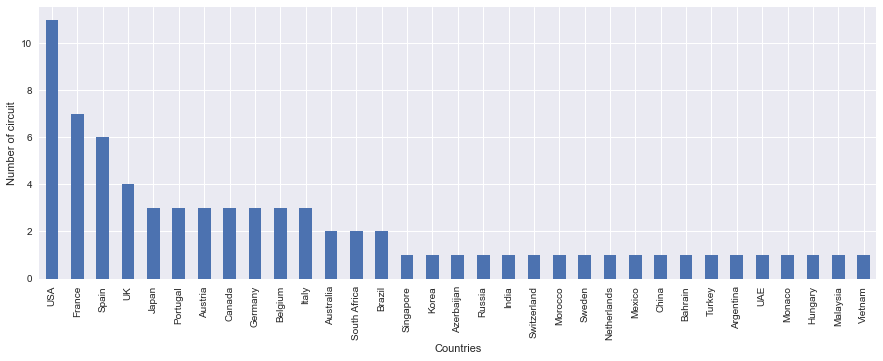 10
8
6
4
2
0
Number of circuit
USA
France
Spain
UK
Japan
Portugal
Austria
Canada
Germany
Belgium
Italy
Australia
South Africa
Brazil
Singapore
Korea
Azerbaijan
Russia
India
Switzerland
Morocco
Sweden
Netherlands
Mexico
China
Bahrain
Turkey
Argentina
UAE
Monaco
Hungary
Malaysia
Vietnam
Countries